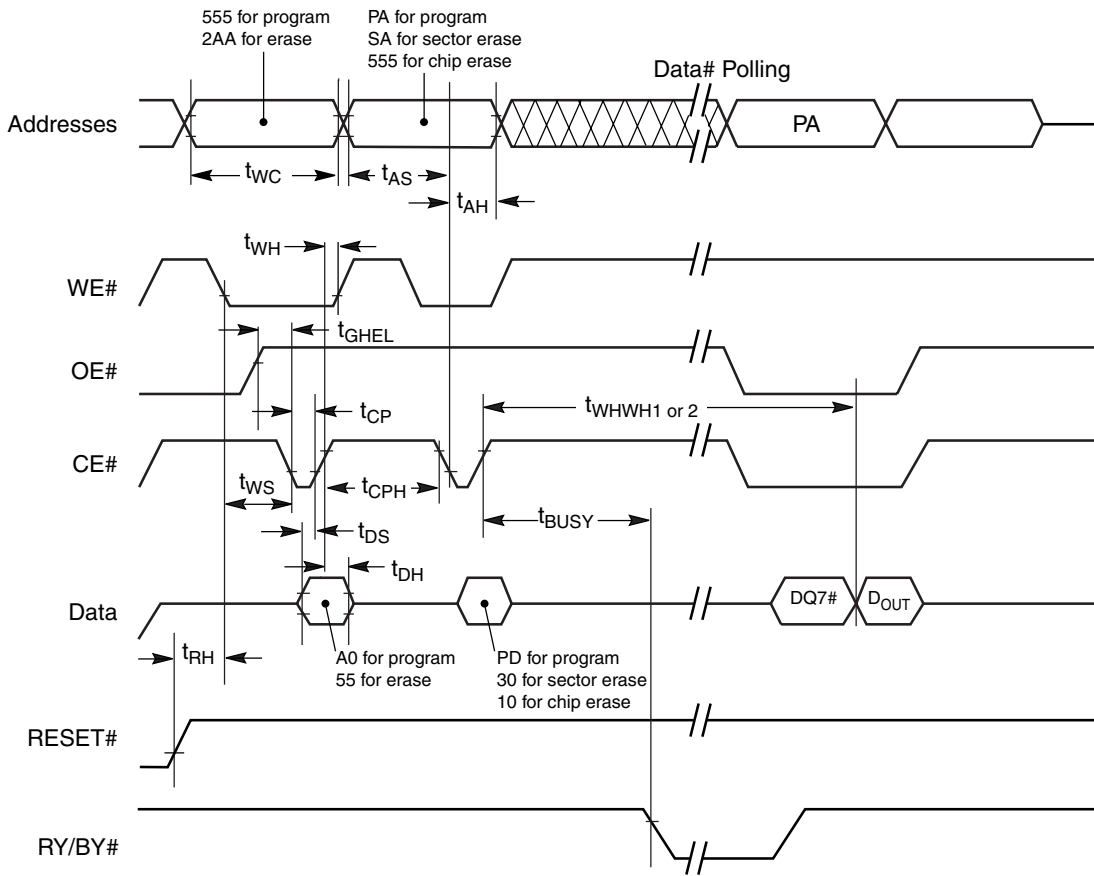 555 for program
2AA for erase
PA for program
SA for sector erase
555 for chip erase
Data# Polling
Addresses
PA
tWC
tAS
tAH
tWH
WE#
tGHEL
OE#
tCP
tWHWH1 or 2
CE#
tWS
tCPH
tBUSY
tDS
tDH
Data
DQ7#
DOUT
tRH
A0 for program
55 for erase
PD for program
30 for sector erase
10 for chip erase
RESET#
RY/BY#